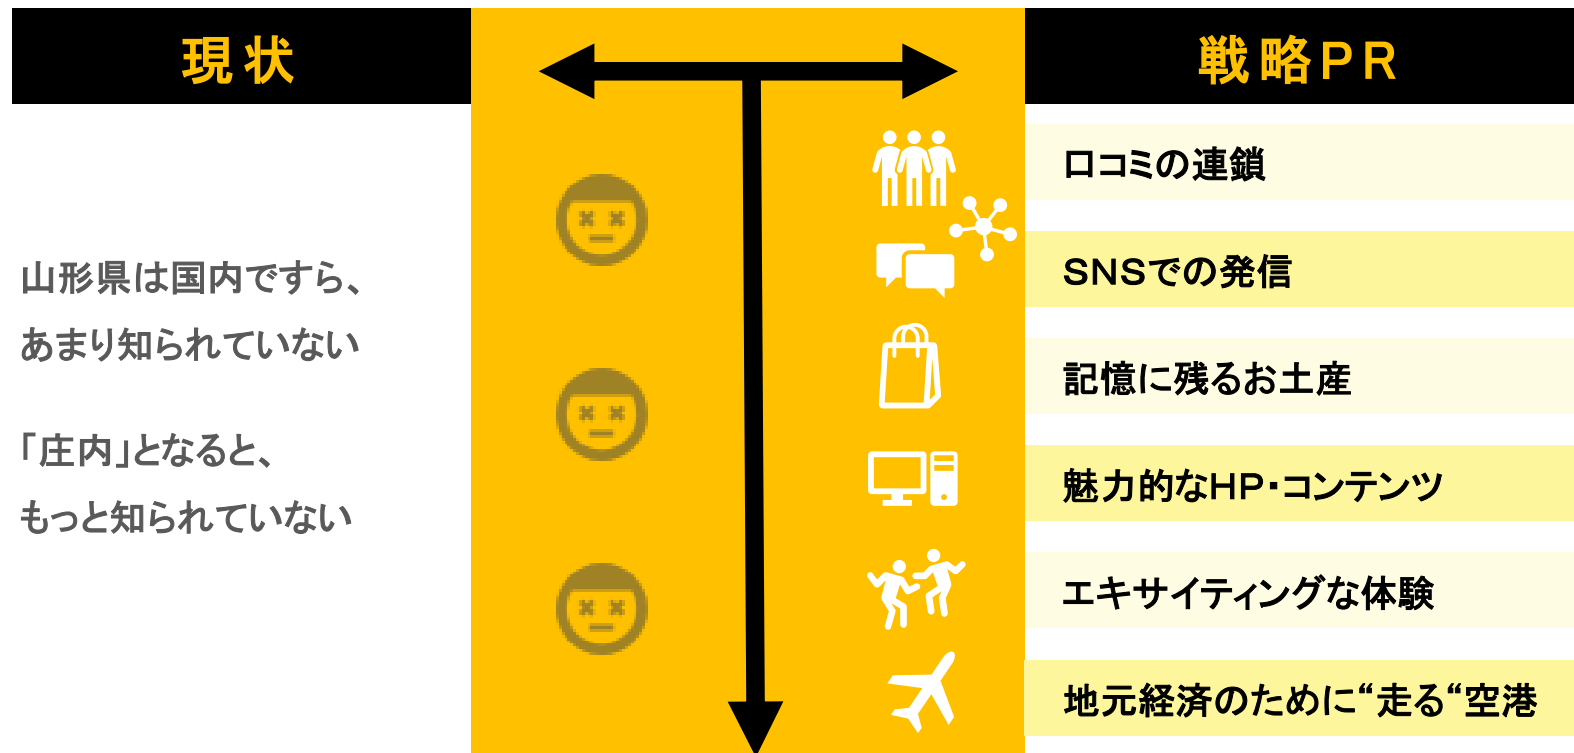 現状
戦略PR
山形県は国内ですら、
あまり知られていない
「庄内」となると、
もっと知られていない
口コミの連鎖
SNSでの発信
記憶に残るお土産
魅力的なHP・コンテンツ
エキサイティングな体験
地元経済のために“走る“空港